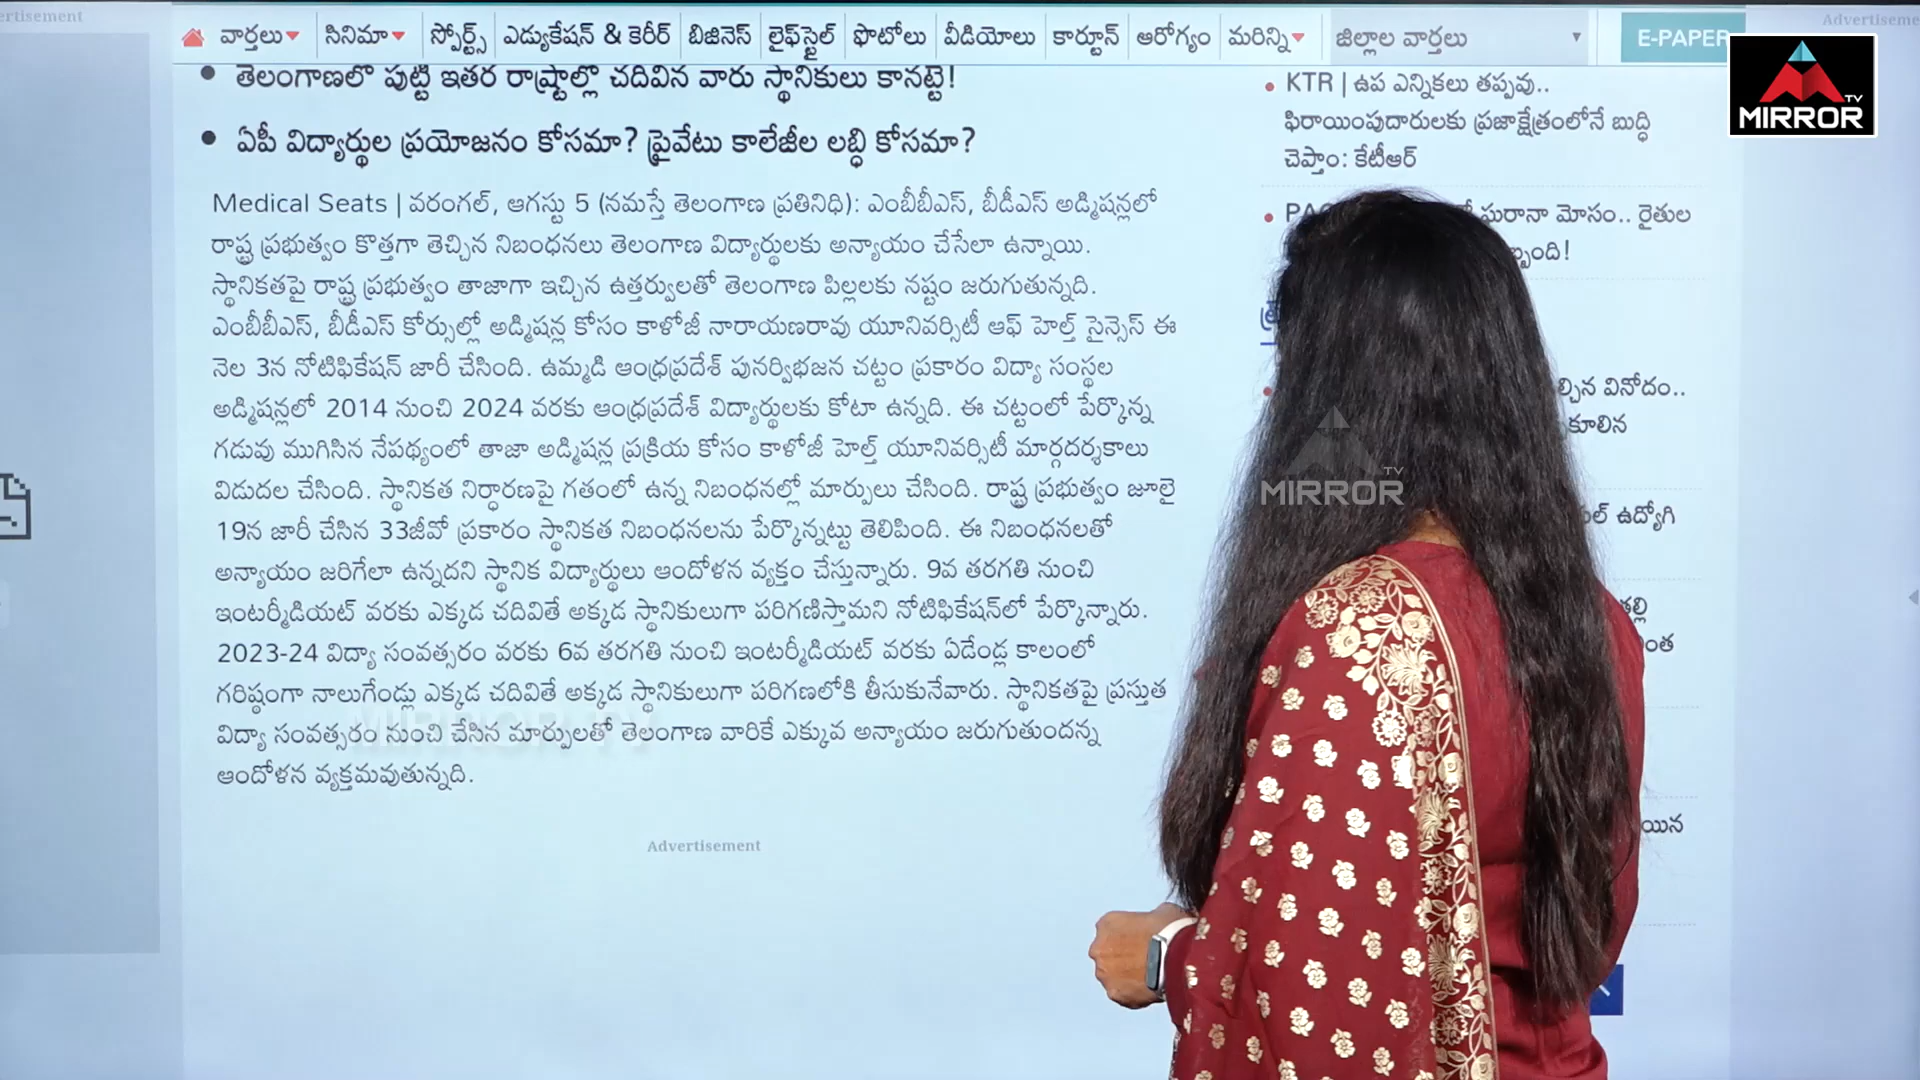 ertisement
Advertiseme
వార్తలు
సినిమా
స్పోర్ట్స్
ఎడ్యుకేషన్ & కెరీర్
బిజినెస్
లైఫ్‌స్టైల్
ఫొటోలు
వీడియోలు
కార్టూన్
ఆరోగ్యం
మరిన్ని
జిల్లాల వార్తలు
E-PAPER
తెలంగాణలో పుట్టి ఇతర రాష్ట్రాల్లో చదివిన వారు స్థానికులు కానట్టే!
ఏపీ విద్యార్థుల ప్రయోజనం కోసమా? ప్రైవేటు కాలేజీల లబ్ధి కోసమా?
Medical Seats | వరంగల్, ఆగస్టు 5 (నమస్తే తెలంగాణ ప్రతినిధి): ఎంబీబీఎస్, బీడీఎస్ అడ్మిషన్లలో
రాష్ట్ర ప్రభుత్వం కొత్తగా తెచ్చిన నిబంధనలు తెలంగాణ విద్యార్థులకు అన్యాయం చేసేలా ఉన్నాయి.
స్థానికతపై రాష్ట్ర ప్రభుత్వం తాజాగా ఇచ్చిన ఉత్తర్వులతో తెలంగాణ పిల్లలకు నష్టం జరుగుతున్నది.
ఎంబీబీఎస్, బీడీఎస్ కోర్సుల్లో అడ్మిషన్ల కోసం కాళోజీ నారాయణరావు యూనివర్సిటీ ఆఫ్ హెల్త్ సైన్సెస్ ఈ
నెల 3న నోటిఫికేషన్ జారీ చేసింది. ఉమ్మడి ఆంధ్రప్రదేశ్ పునర్విభజన చట్టం ప్రకారం విద్యా సంస్థల
అడ్మిషన్లలో 2014 నుంచి 2024 వరకు ఆంధ్రప్రదేశ్ విద్యార్థులకు కోటా ఉన్నది. ఈ చట్టంలో పేర్కొన్న
గడువు ముగిసిన నేపథ్యంలో తాజా అడ్మిషన్ల ప్రక్రియ కోసం కాళోజీ హెల్త్ యూనివర్సిటీ మార్గదర్శకాలు
విడుదల చేసింది. స్థానికత నిర్ధారణపై గతంలో ఉన్న నిబంధనల్లో మార్పులు చేసింది. రాష్ట్ర ప్రభుత్వం జూలై
19న జారీ చేసిన 33జీవో ప్రకారం స్థానికత నిబంధనలను పేర్కొన్నట్టు తెలిపింది. ఈ నిబంధనలతో
అన్యాయం జరిగేలా ఉన్నదని స్థానిక విద్యార్థులు ఆందోళన వ్యక్తం చేస్తున్నారు. 9వ తరగతి నుంచి
ఇంటర్మీడియట్ వరకు ఎక్కడ చదివితే అక్కడ స్థానికులుగా పరిగణిస్తామని నోటిఫికేషన్‌లో పేర్కొన్నారు.
2023-24 విద్యా సంవత్సరం వరకు 6వ తరగతి నుంచి ఇంటర్మీడియట్ వరకు ఏడేండ్ల కాలంలో
గరిష్ఠంగా నాలుగేండ్లు ఎక్కడ చదివితే అక్కడ స్థానికులుగా పరిగణలోకి తీసుకునేవారు. స్థానికతపై ప్రస్తుత
విద్యా సంవత్సరం నుంచి చేసిన మార్పులతో తెలంగాణ వారికే ఎక్కువ అన్యాయం జరుగుతుందన్న
ఆందోళన వ్యక్తమవుతున్నది.
Advertisement
KTR | ఉప ఎన్నికలు తప్పవు..
ఫిరాయింపుదారులకు ప్రజాక్షేత్రంలోనే బుద్ధి
చెప్తాం: కేటీఆర్
ఘరానా మోసం.. రైతుల
ల్చిన వినోదం..
కూలిన
ల్ ఉద్యోగి
MIRROR TV
MIRROR TV
MIRROR TV